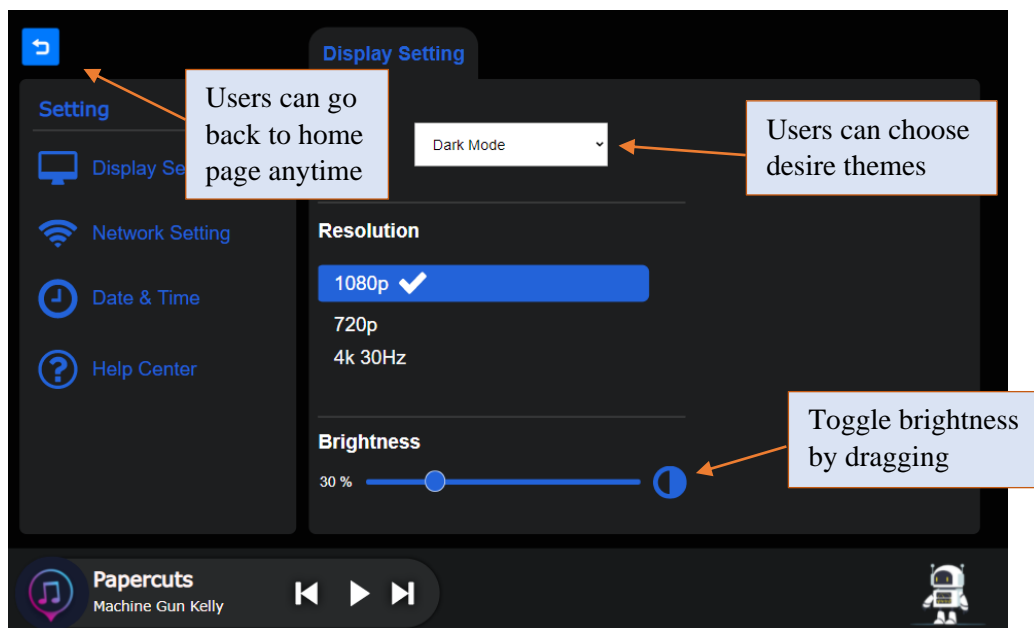 Display Setting
Setting
Users can go
back to home
page anytime
Dark Mode
Users can choose
desire themes
Display Se
Network Setting
Date & Time
Help Center
Resolution
1080p
720p
4k 30Hz
Brightness
30 %
Toggle brightness
by dragging
Papercuts
Machine Gun Kelly